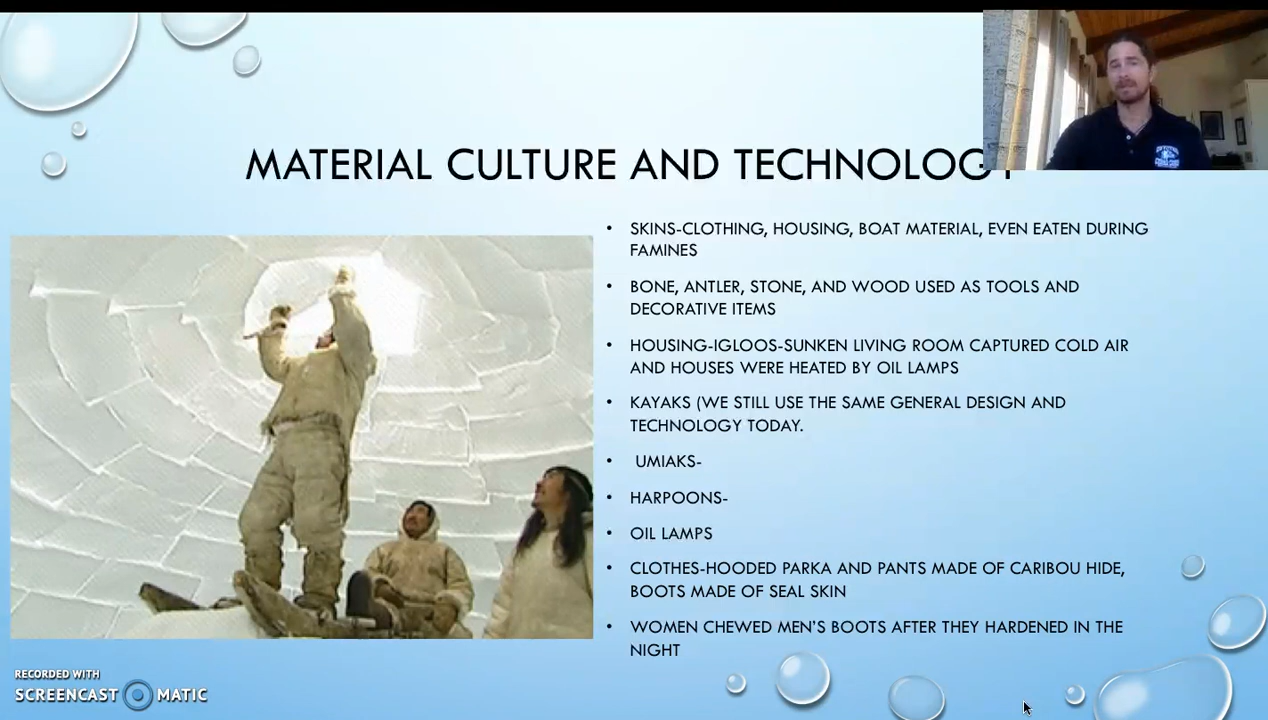 MATERIAL CULTURE AND TECHNOLOGY
• SKINS-CLOTHING, HOUSING, BOAT MATERIAL, EVEN EATEN DURING
FAMINES
• BONE, ANTLER, STONE, AND WOOD USED AS TOOLS AND
DECORATIVE ITEMS
• HOUSING-IGLOOS-SUNKEN LIVING ROOM CAPTURED COLD AIR
AND HOUSES WERE HEATED BY OIL LAMPS
• KAYAKS (WE STILL USE THE SAME GENERAL DESIGN AND
TECHNOLOGY TODAY.
• UMIAKS-
• HARPOONS-
• OIL LAMPS
• CLOTHES-HOODED PARKA AND PANTS MADE OF CARIBOU HIDE,
BOOTS MADE OF SEAL SKIN
• WOMEN CHEWED MEN'S BOOTS AFTER THEY HARDENED IN THE
NIGHT
RECORDED WITH
SCREENCAST MATIC